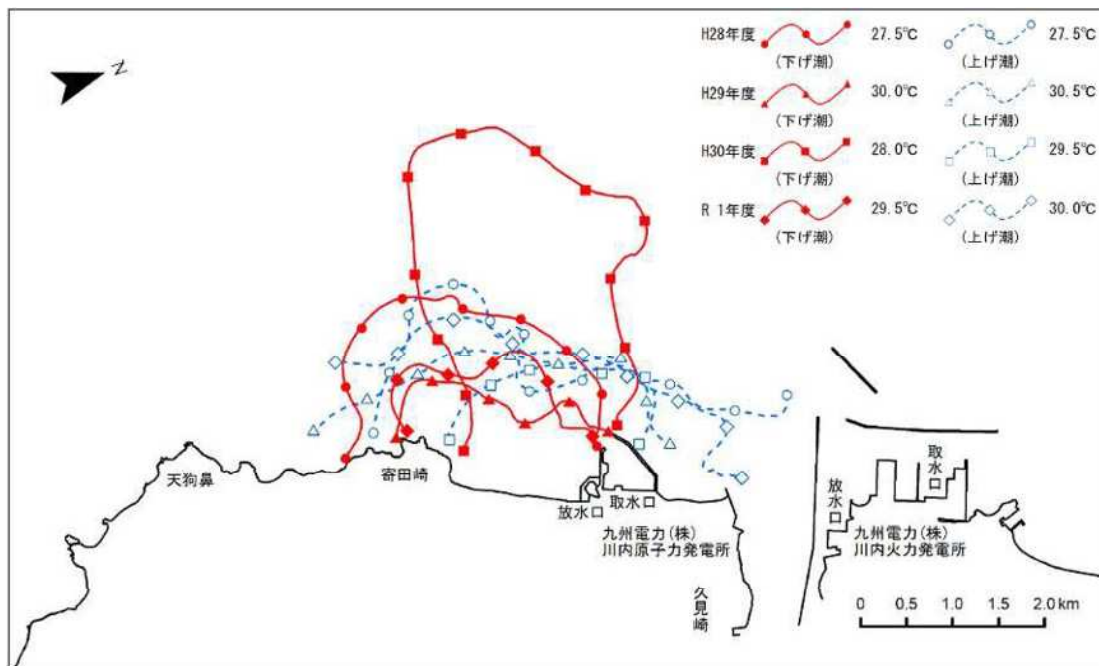 N
H28年度 27.5℃ 27.5℃
(下げ潮) (上げ潮)
H29年度 30.0℃ 30.5℃
(下げ潮) (上げ潮)
H30年度 28.0℃ 29.5℃
(下げ潮) (上げ潮)
R 1年度 29.5℃ 30.0℃
(下げ潮) (上げ潮)
天狗鼻
寄田崎
放水口
取水口
九州電力(株)
川内原子力発電所
久見崎
放水口
取水口
九州電力(株)
川内火力発電所
0 0.5 1.0 1.5 2.0 km